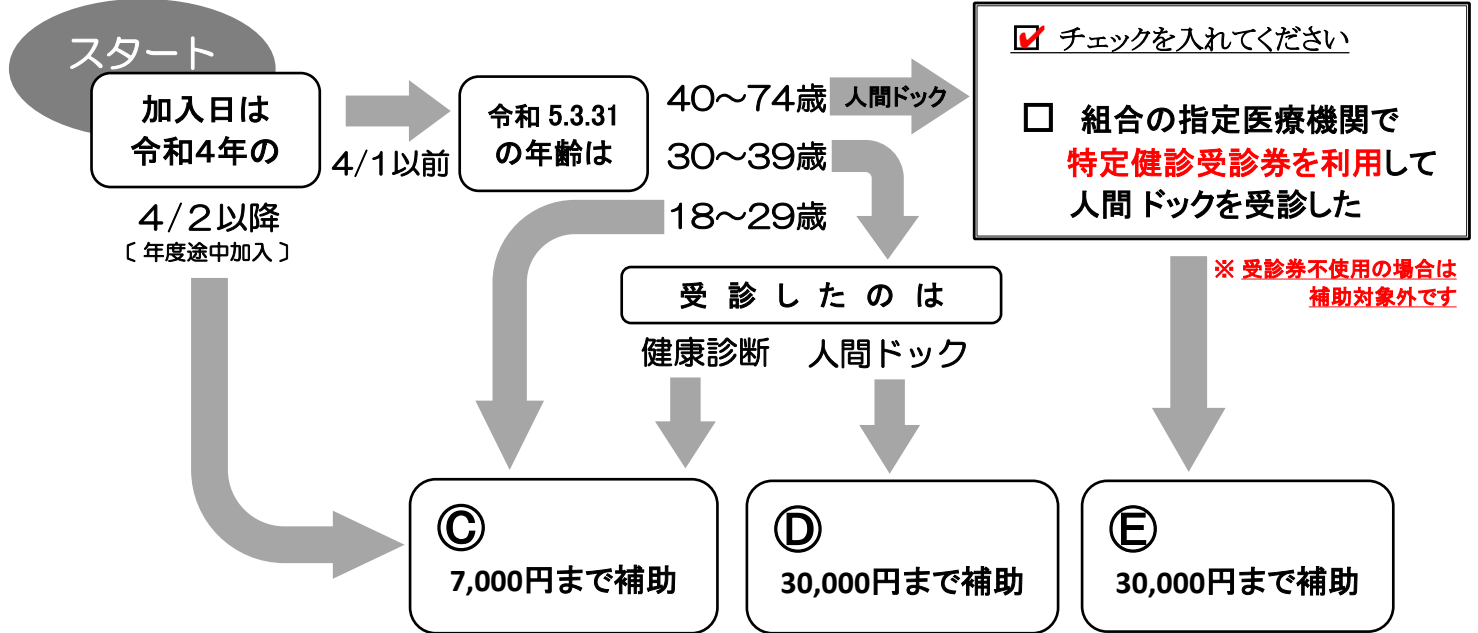 スタート
加入日は
令和4年の
4/1以前
4/2以降
〔 年度途中加入 〕
令和 5.3.31
の年齢は
40～74歳
人間ドック
30～39歳
18～29歳
チェックを入れてください
□ 組合の指定医療機関で
特定健診受診券を利用して
人間ドックを受診した
※ 受診券不使用の場合は
補助対象外です
受 診 し た の は
健康診断 人間ドック
Ⓒ
7,000円まで補助
Ⓓ
30,000円まで補助
Ⓔ
30,000円まで補助